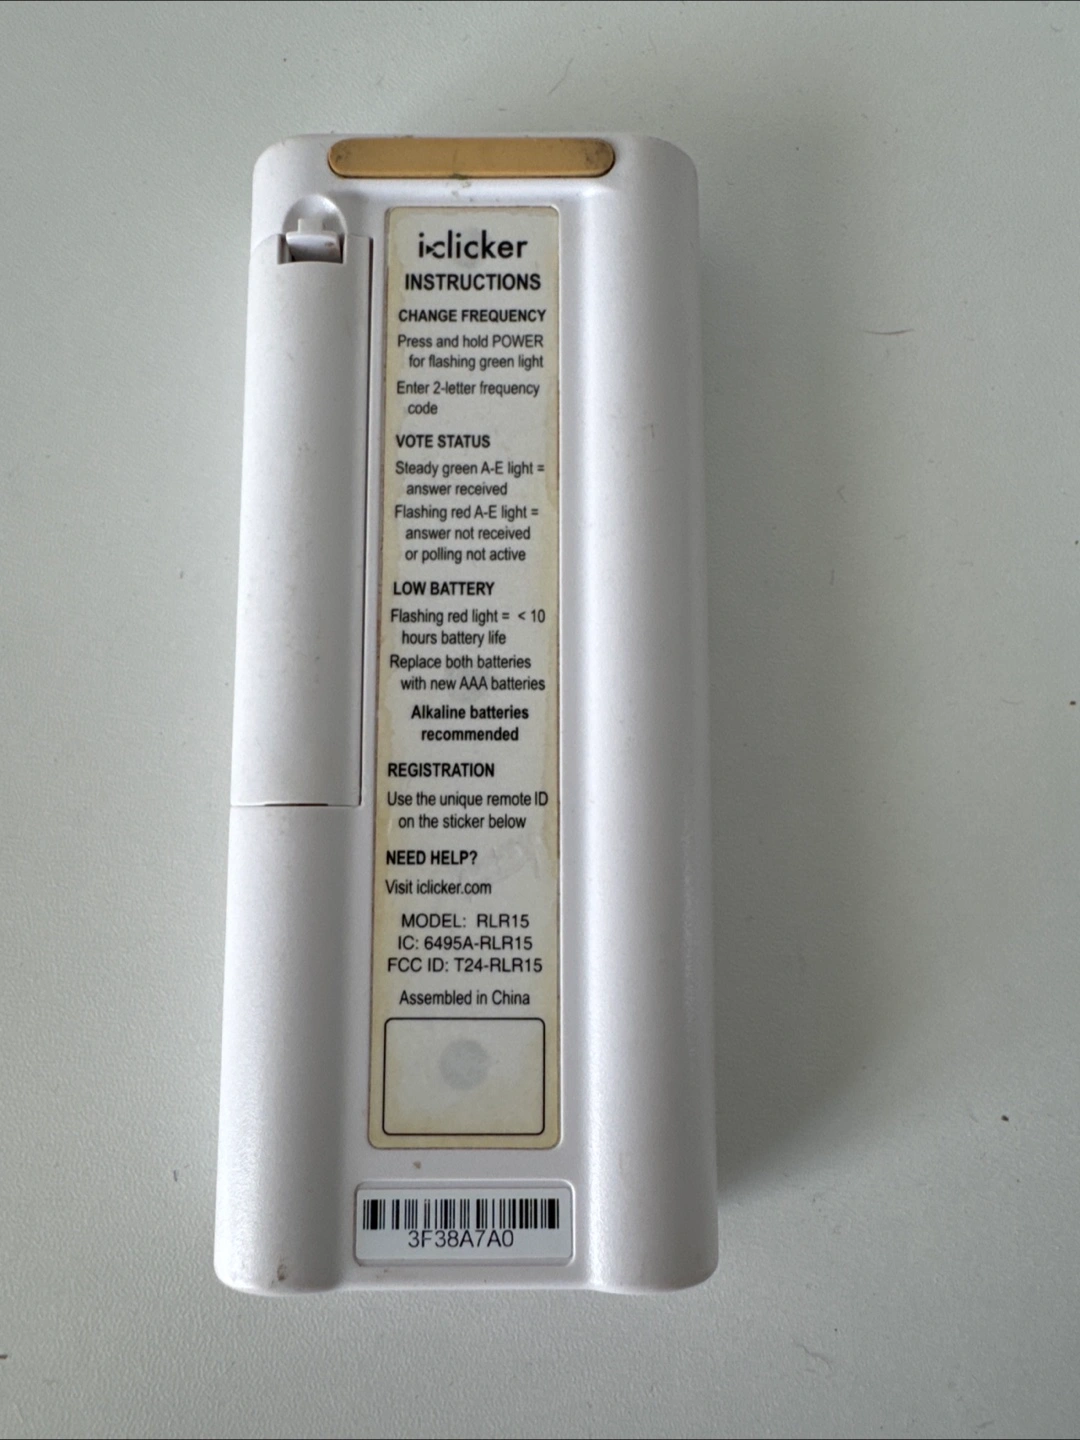 i>clicker
INSTRUCTIONS
CHANGE FREQUENCY
Press and hold POWER
for flashing green light
Enter 2-letter frequency
code
VOTE STATUS
Steady green A-E light =
answer received
Flashing red A-E light =
answer not received
or polling not active
LOW BATTERY
Flashing red light = < 10
hours battery life
Replace both batteries
with new AAA batteries
Alkaline batteries
recommended
REGISTRATION
Use the unique remote ID
on the sticker below
NEED HELP?
Visit iclicker.com
MODEL: RLR15
IC: 6495A-RLR15
FCC ID: T24-RLR15
Assembled in China
3F38A7A0